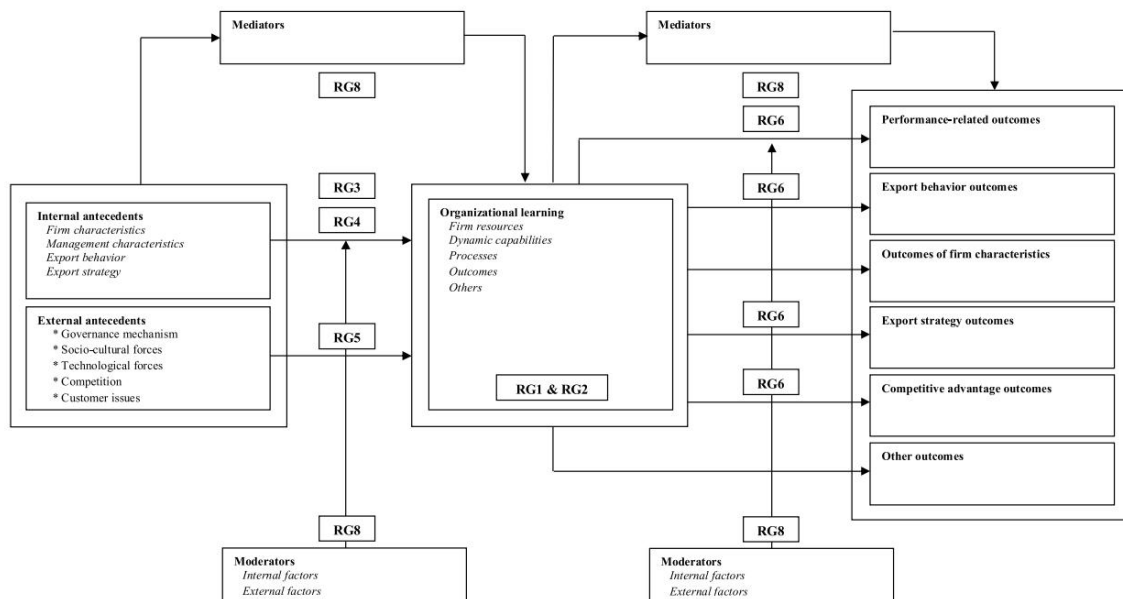 Mediators
RG8
RG3
RG4
Internal antecedents
Firm characteristics
Management characteristics
Export behavior
Export strategy
External antecedents
* Governance mechanism
* Socio-cultural forces
* Technological forces
* Competition
* Customer issues
RG5
RG8
Moderators
Internal factors
External factors
Organizational learning
Firm resources
Dynamic capabilities
Processes
Outcomes
Others
RG1 & RG2
Mediators
RG8
RG6
RG6
RG6
RG6
RG8
Moderators
Internal factors
External factors
Performance-related outcomes
Export behavior outcomes
Outcomes of firm characteristics
Export strategy outcomes
Competitive advantage outcomes
Other outcomes